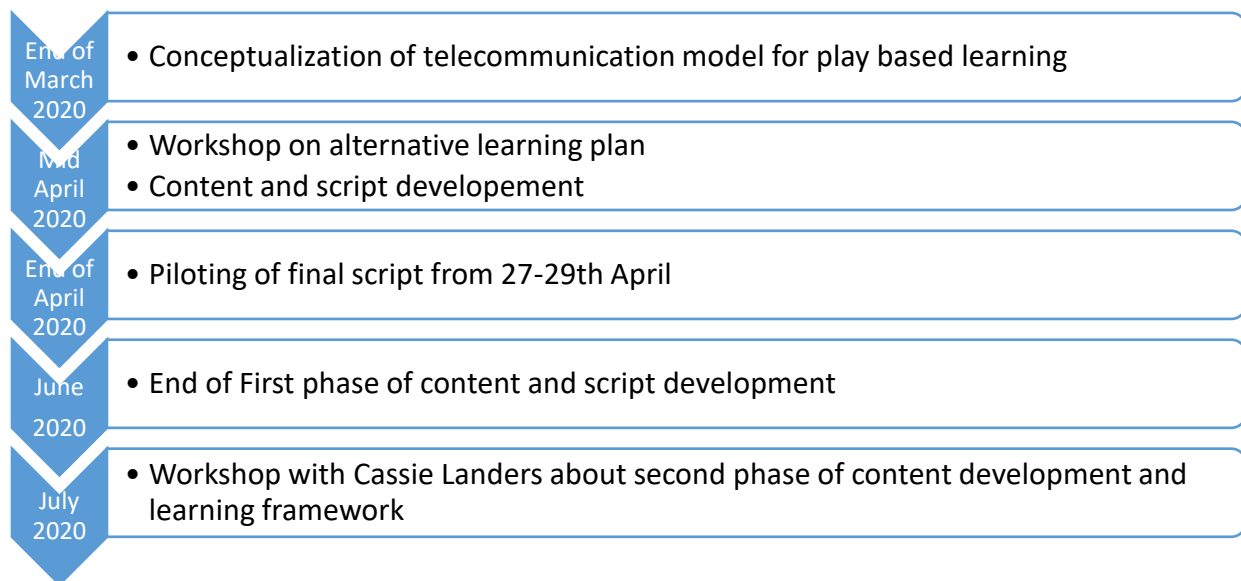 End of
March
2020
• Conceptualization of telecommunication model for play based learning
Mid
April
2020
• Workshop on alternative learning plan
• Content and script developement
End of
April
2020
• Piloting of final script from 27-29th April
June
2020
• End of First phase of content and script development
July
2020
• Workshop with Cassie Landers about second phase of content development and
learning framework